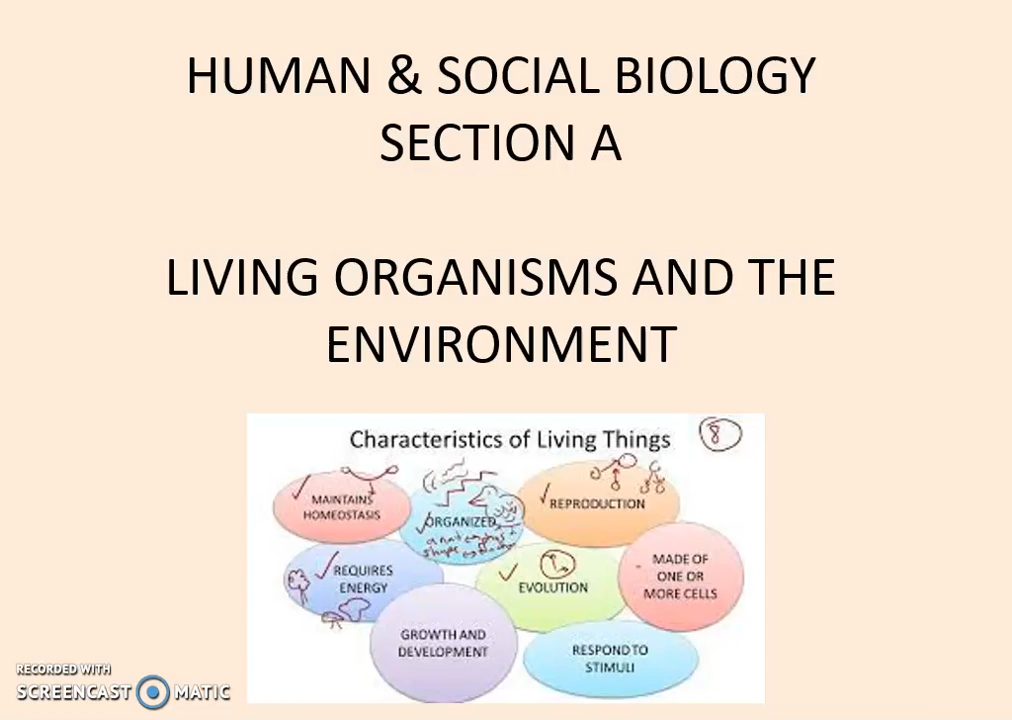 HUMAN & SOCIAL BIOLOGY
SECTION A
LIVING ORGANISMS AND THE
ENVIRONMENT
Characteristics of Living Things
8
MAINTAINS
HOMEOSTASIS
ORGANIZED
shape
REPRODUCTION
REQUIRES
ENERGY
EVOLUTION
MADE OF
ONE OR
MORE CELLS
GROWTH AND
DEVELOPMENT
RESPOND TO
STIMULI
RECORDED WITH
SCREENCAST MATIC